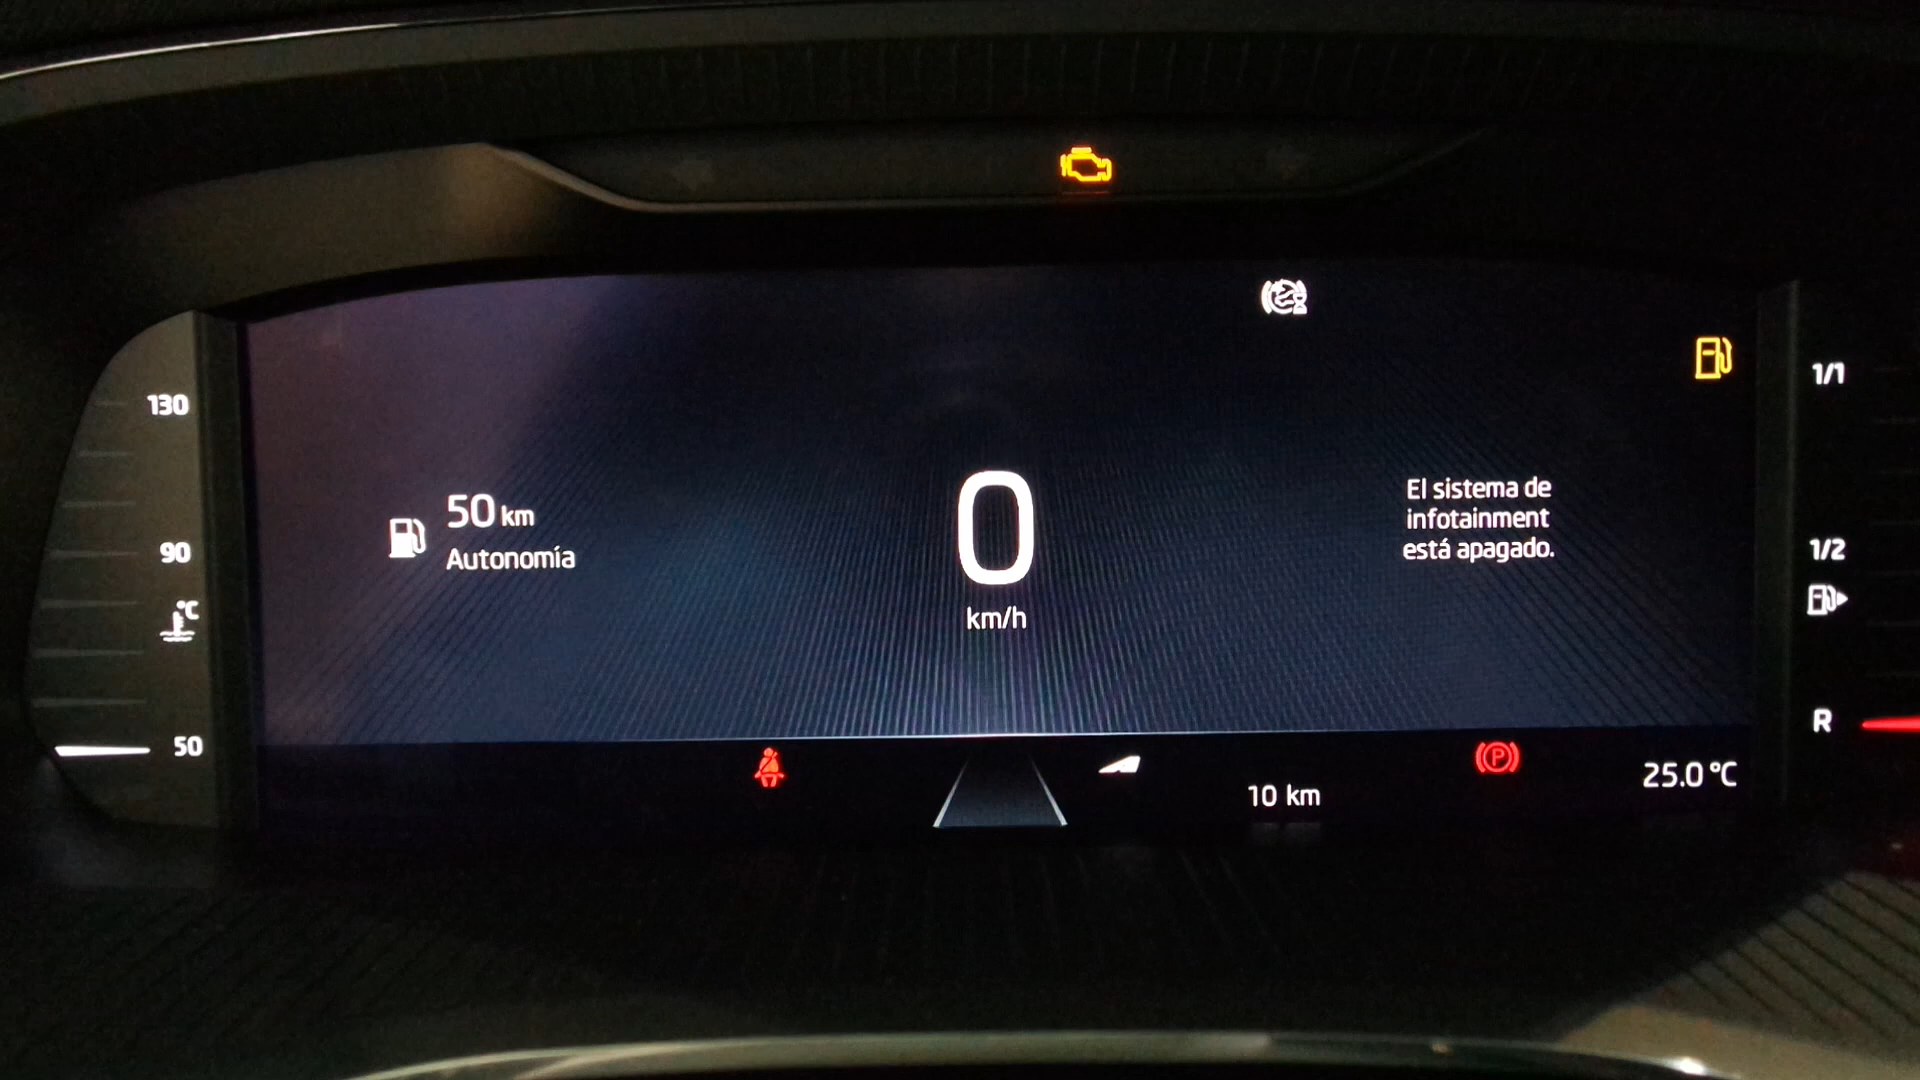 130
90
°C
50
50 km
Autonomía
0
km/h
El sistema de
infotainment
está apagado.
1/1
1/2
R
P
10 km
25.0 °C